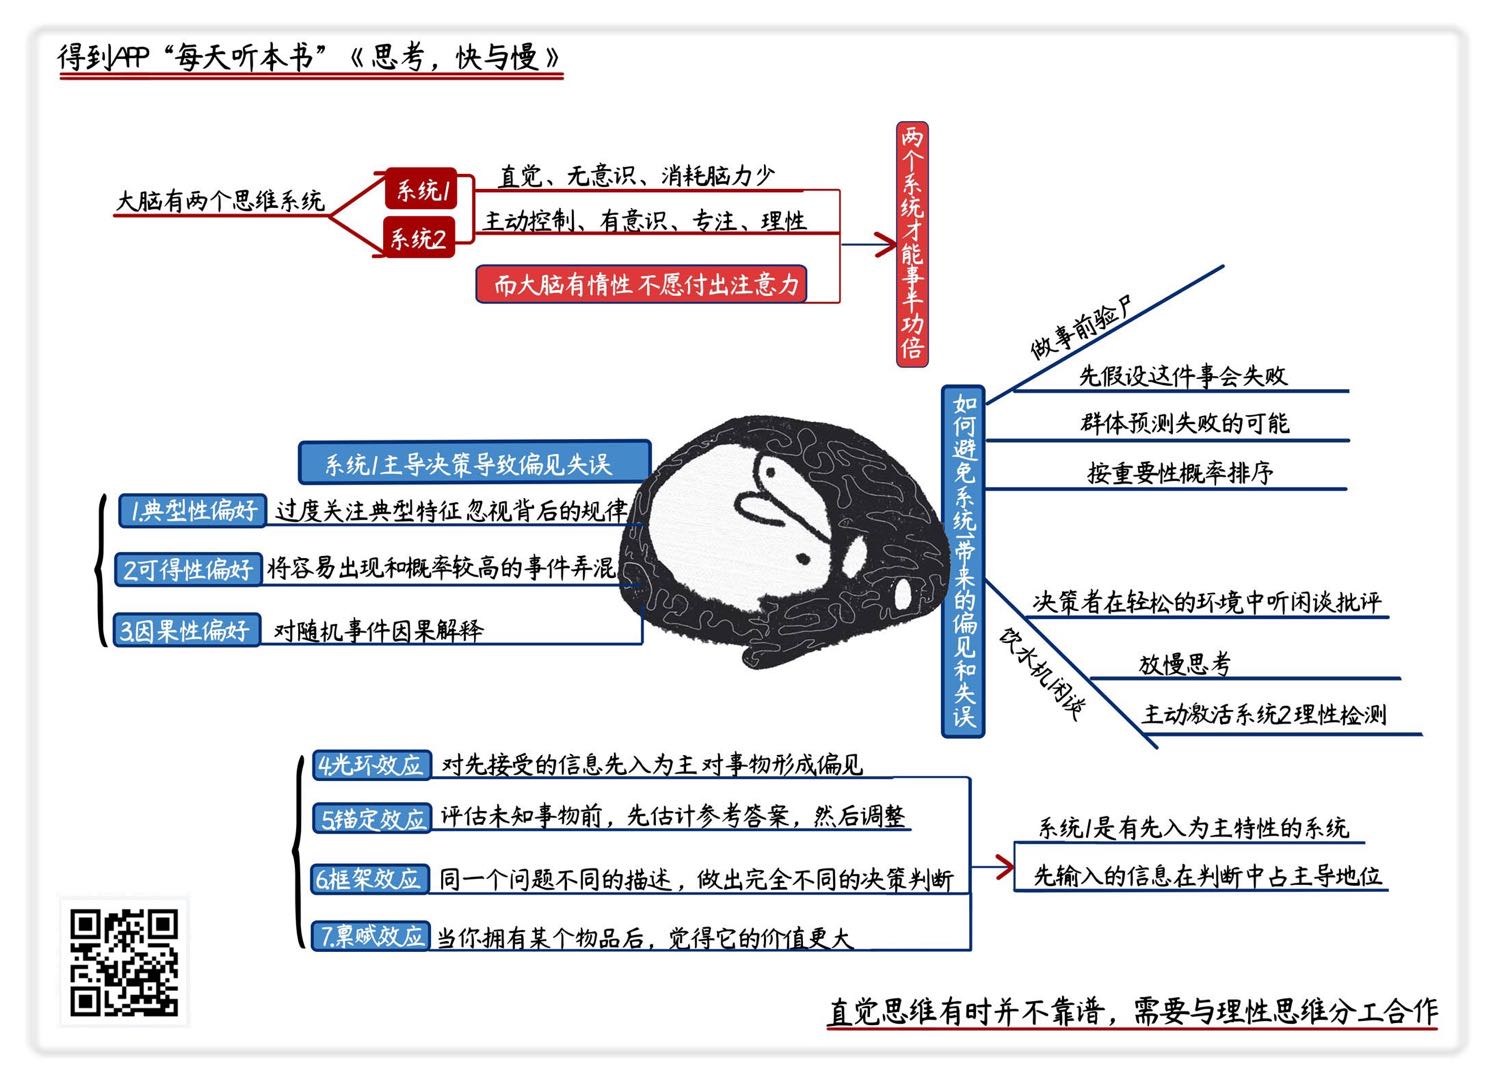 得到APP“每天听本书”《思考，快与慢》
大脑有两个思维系统
系统1
直觉、无意识、消耗脑力少
系统2
主动控制、有意识、专注、理性
而大脑有惰性 不愿付出注意力
两个系统才能事半功倍
系统1主导决策导致偏见失误
1.典型性偏好
过度关注典型特征 忽视背后的规律
2可得性偏好
将容易出现和概率较高的事件弄混
3.因果性偏好
对随机事件因果解释
如何避免系统1带来的偏见和失误
做事前验尸
先假设这件事会失败
群体预测失败的可能
按重要性概率排序
饮水机闲谈
决策者在轻松的环境中听闲谈批评
放慢思考
主动激活系统2理性检测
4.光环效应
对先接受的信息先入为主 对事物形成偏见
5.锚定效应
评估未知事物前，先估计参考答案，然后调整
6.框架效应
同一个问题不同的描述，做出完全不同的决策判断
7.禀赋效应
当你拥有某个物品后，觉得它的价值更大
系统1是有先入为主特性的系统
先输入的信息在判断中占主导地位
直觉思维有时并不靠谱，需要与理性思维分工合作